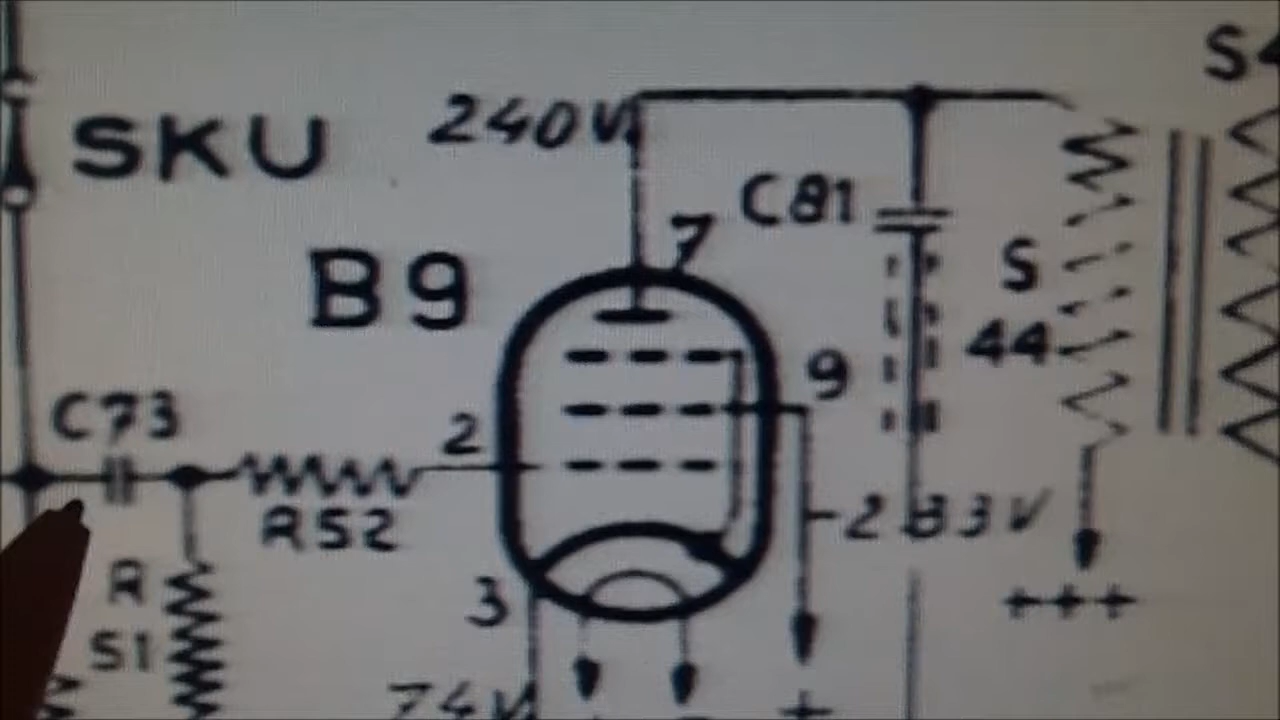 S4
240V
SKU
C81
7
B9
S
44
9
C73
2
R52
283V
R
S1
3
+++
74V
+